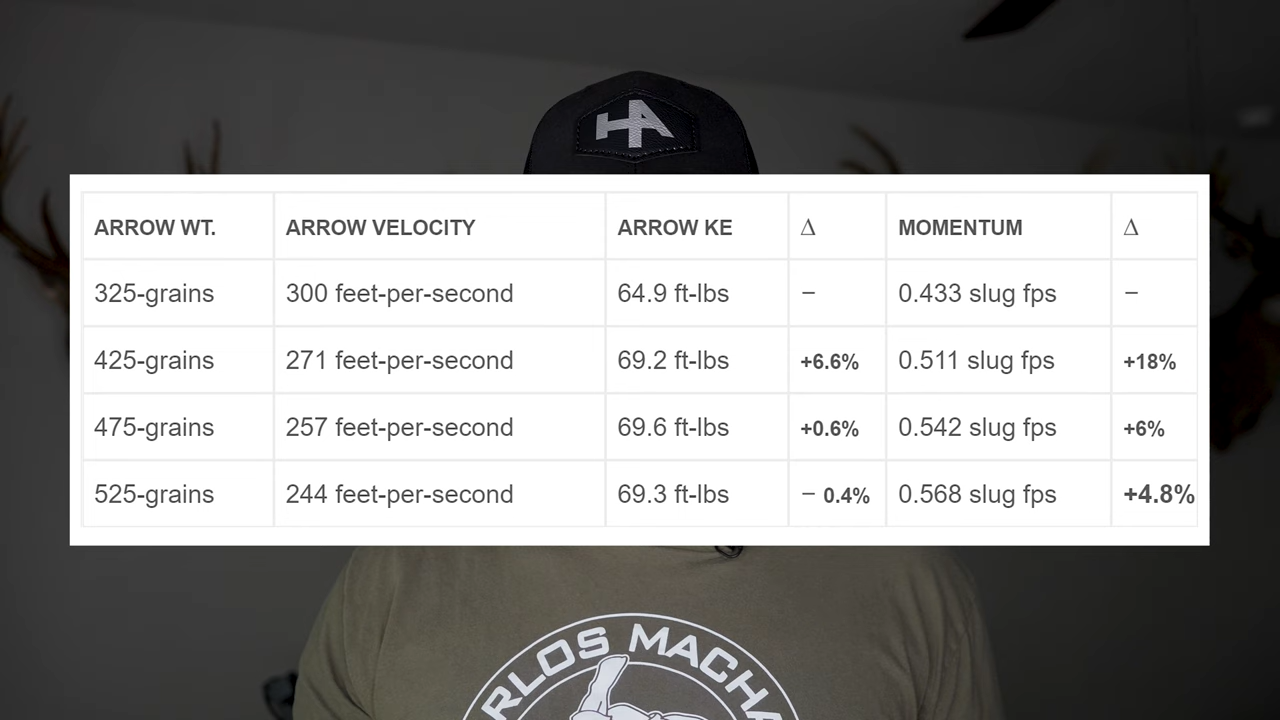 HA
ARROW WT. ARROW VELOCITY ARROW KE Δ MOMENTUM Δ
325-grains 300 feet-per-second 64.9 ft-lbs – 0.433 slug fps –
425-grains 271 feet-per-second 69.2 ft-lbs +6.6% 0.511 slug fps +18%
475-grains 257 feet-per-second 69.6 ft-lbs +0.6% 0.542 slug fps +6%
525-grains 244 feet-per-second 69.3 ft-lbs – 0.4% 0.568 slug fps +4.8%
RLOS MACHA